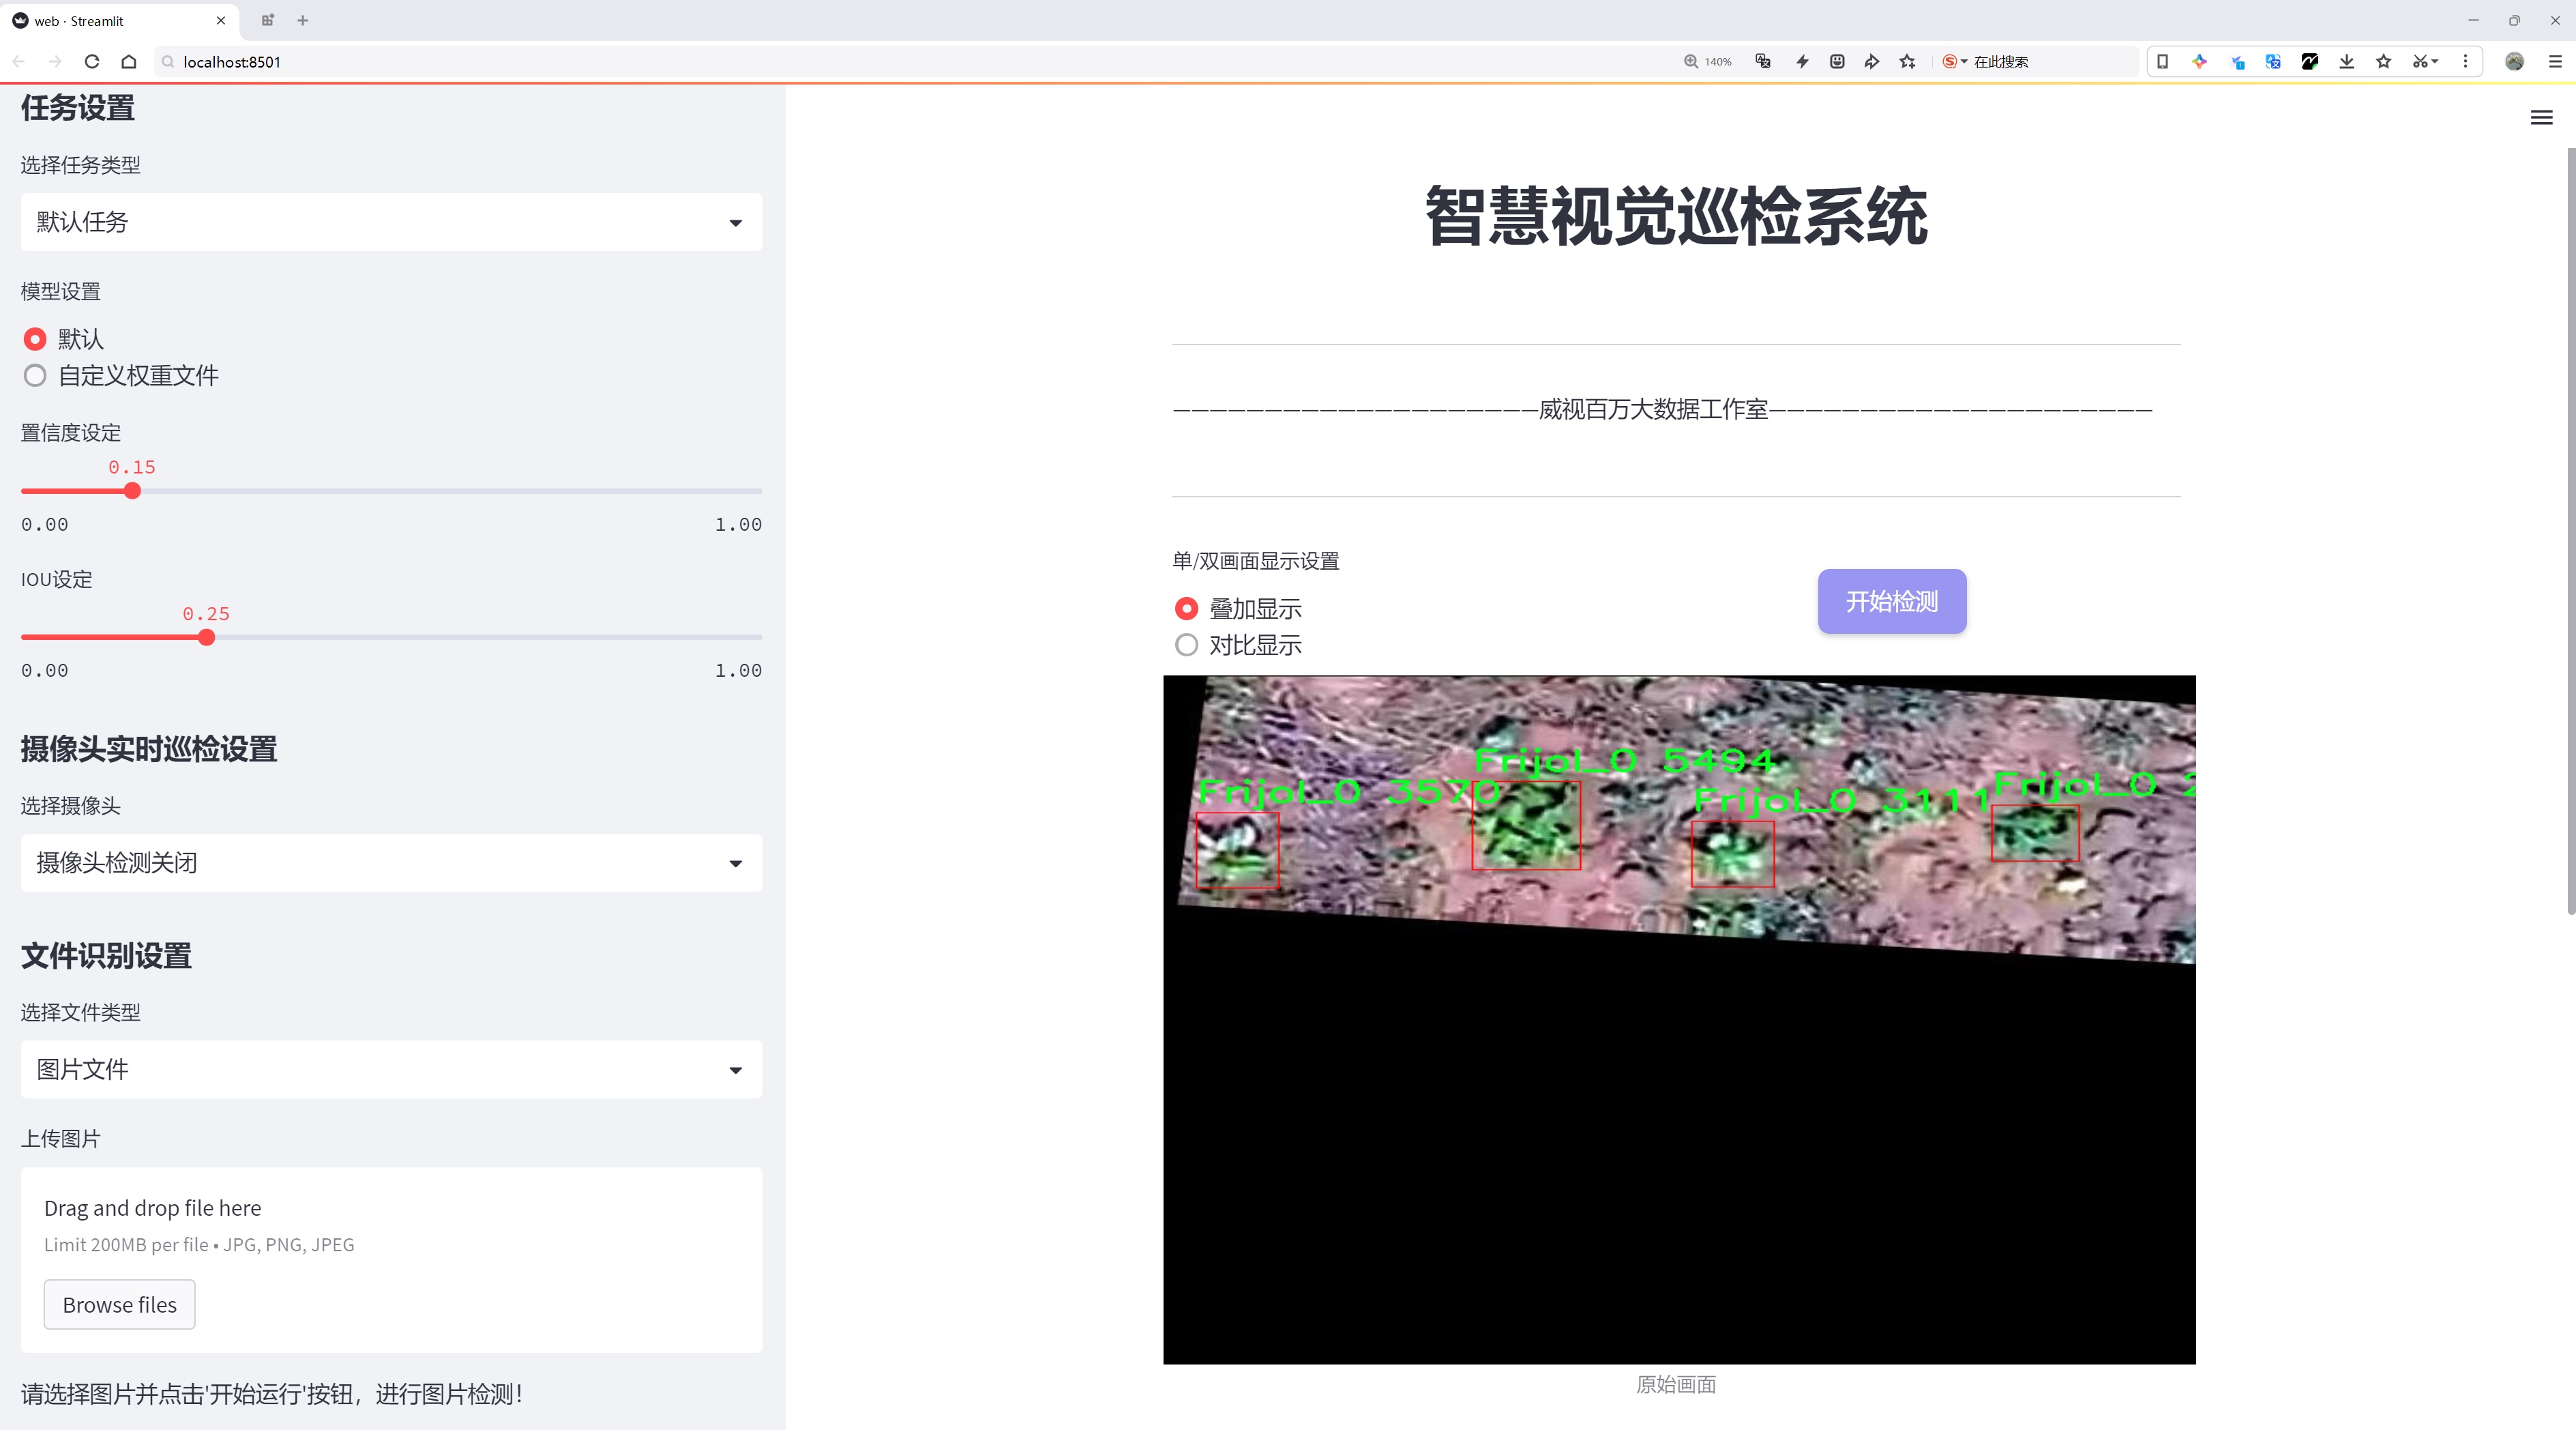 web · Streamlit
localhost:8501
140%
在此搜索
任务设置
选择任务类型
默认任务
模型设置
默认
自定义权重文件
置信度设定
0.15
0.00
1.00
IOU设定
0.25
0.00
1.00
摄像头实时巡检设置
选择摄像头
摄像头检测关闭
文件识别设置
选择文件类型
图片文件
上传图片
Drag and drop file here
Limit 200MB per file • JPG, PNG, JPEG
Browse files
请选择图片并点击'开始运行'按钮，进行图片检测！
智慧视觉巡检系统
————————————————————威视百万大数据工作室—————————————————————
单/双画面显示设置
叠加显示
对比显示
开始检测
Frijol_0 3570
Frijol_0 5494
Frijol_0 3111
Frijol_0 2
原始画面